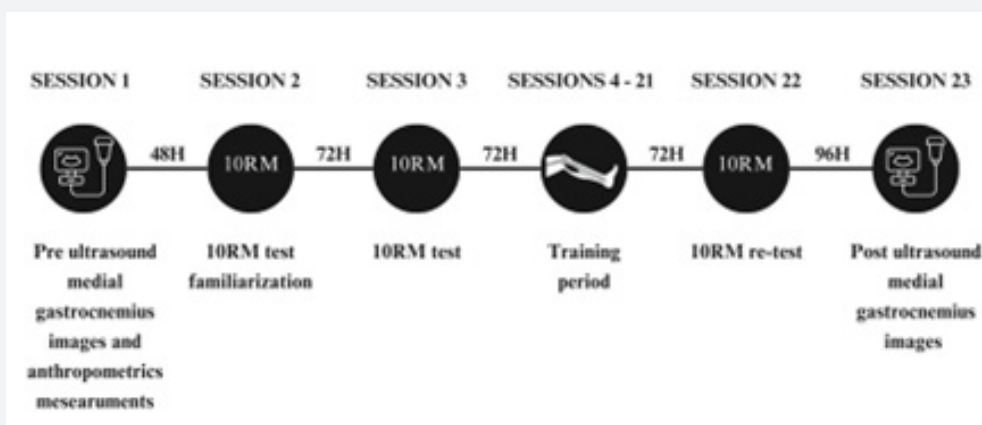 SESSION 1 SESSION 2 SESSION 3 SESSIONS 4 - 21 SESSION 22 SESSION 23
48H 10RM 72H 10RM 72H 72H 10RM 96H
Pre ultrasound
medial
gastrocnemius
images and
anthropometrics
mesearuments
10RM test
familiarization
10RM test
Training
period
10RM re-test
Post ultrasound
medial
gastrocnemius
images